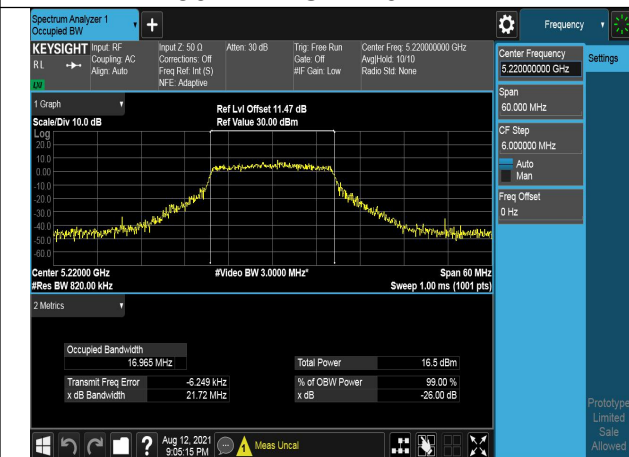 Spectrum Analyzer 1
Occupied BW
Frequency
KEYSIGHT
Input: RF
Coupling: AC
Align: Auto
Input Z: 50 Ω
Corrections: Off
Freq Ref: Int (S)
NFE: Adaptive
Atten: 30 dB
Trig: Free Run
Gate: Off
#IF Gain: Low
Center Freq: 5.220000000 GHz
Avg|Hold: 10/10
Radio Std: None
RL
1 Graph
Scale/Div 10.0 dB
Ref Lvl Offset 11.47 dB
Ref Value 30.00 dBm
Log
20.0
10.0
0.00
-10.0
-20.0
-30.0
-40.0
-50.0
-60.0
Center 5.22000 GHz
#Res BW 820.00 kHz
#Video BW 3.0000 MHz*
Span 60 MHz
Sweep 1.00 ms (1001 pts)
2 Metrics
Occupied Bandwidth
16.965 MHz
Transmit Freq Error -6.249 kHz
x dB Bandwidth 21.72 MHz
Total Power 16.5 dBm
% of OBW Power 99.00 %
x dB -26.00 dB
Aug 12, 2021
9:05:15 PM
Meas Uncal
Center Frequency
5.220000000 GHz
Span
60.000 MHz
CF Step
6.000000 MHz
Auto
Man
Freq Offset
0 Hz
Settings
Prototype
Limited
Sale
Allowed